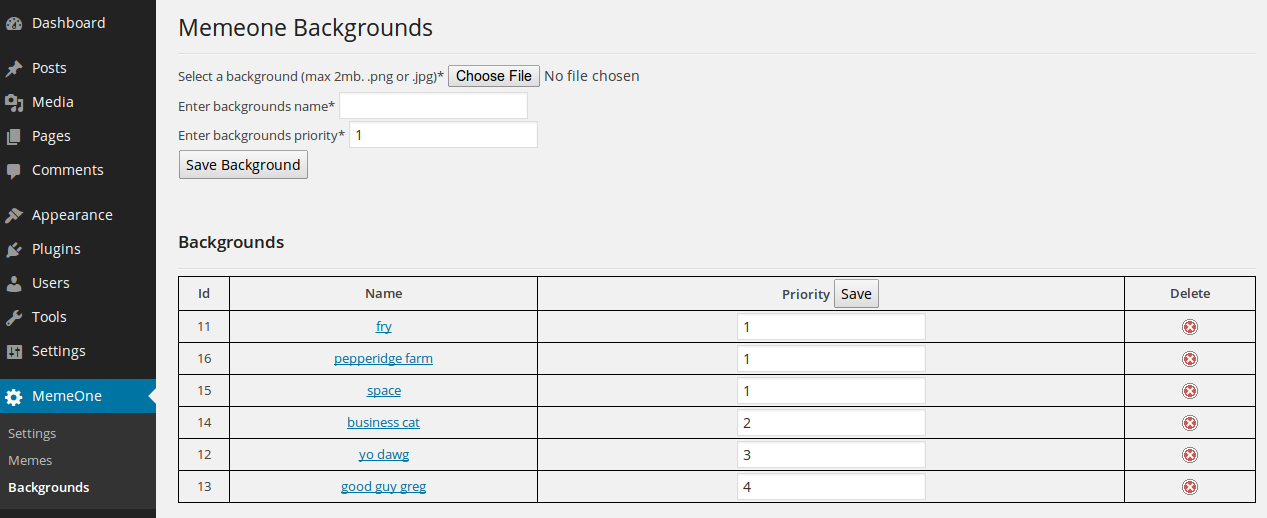 Dashboard
Posts
Media
Pages
Comments
Appearance
Plugins
Users
Tools
Settings
MemeOne
Settings
Memes
Backgrounds
Memeone Backgrounds
Select a background (max 2mb. .png or .jpg)* Choose File No file chosen
Enter backgrounds name*
Enter backgrounds priority* 1
Save Background
Backgrounds
Id Name Priority Save Delete
11 fry 1
16 pepperidge farm 1
15 space 1
14 business cat 2
12 yo dawg 3
13 good guy greg 4